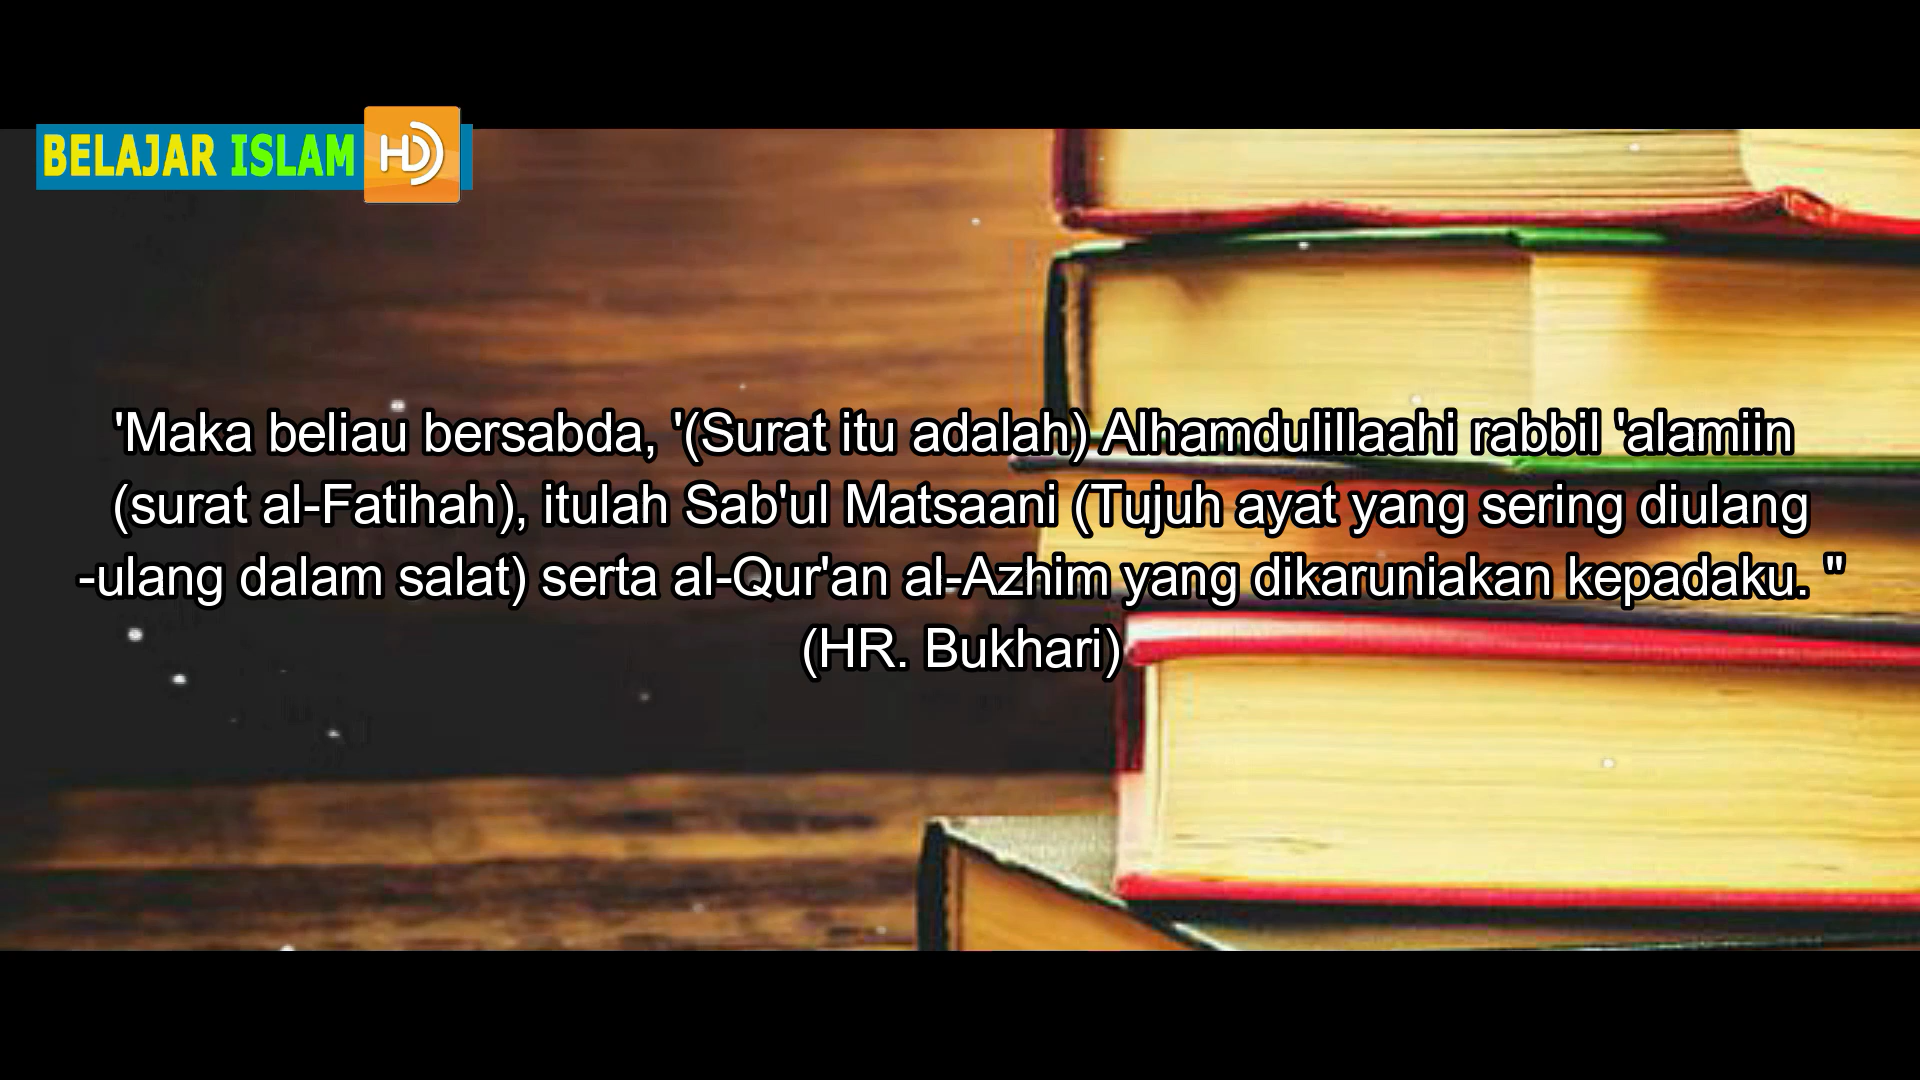 BELAJAR ISLAM HD
'Maka beliau bersabda, '(Surat itu adalah) Alhamdulillaahi rabbil 'alamiin
(surat al-Fatihah), itulah Sab'ul Matsaani (Tujuh ayat yang sering diulang
-ulang dalam salat) serta al-Qur'an al-Azhim yang dikaruniakan kepadaku. "
(HR. Bukhari)